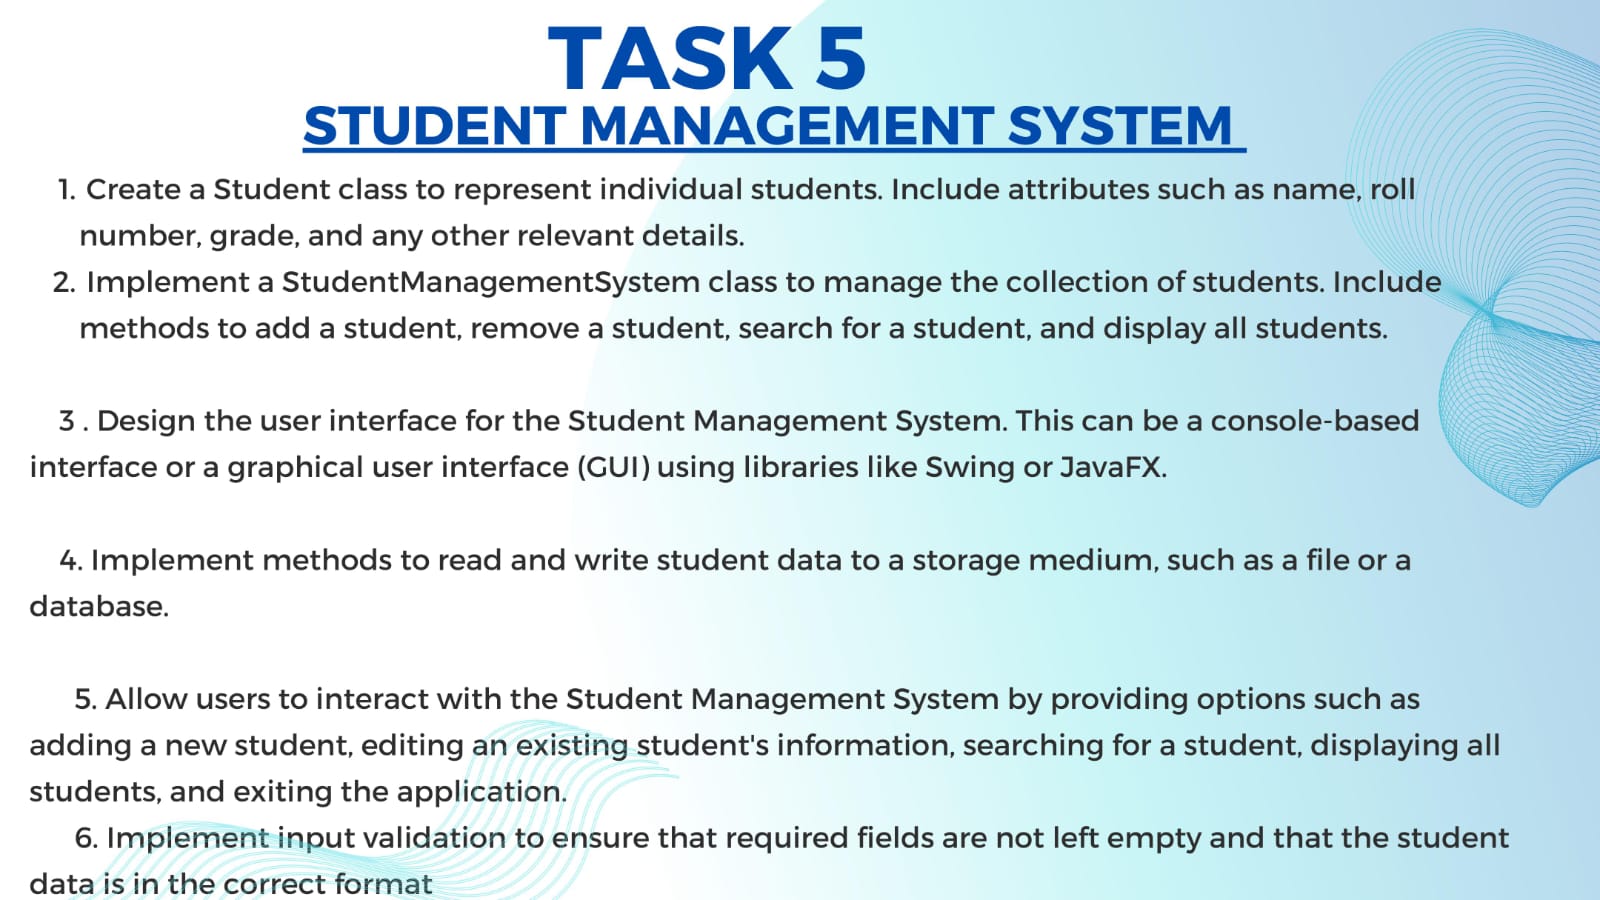 TASK 5
STUDENT MANAGEMENT SYSTEM
1. Create a Student class to represent individual students. Include attributes such as name, roll
number, grade, and any other relevant details.
2. Implement a StudentManagementSystem class to manage the collection of students. Include
methods to add a student, remove a student, search for a student, and display all students.
3 . Design the user interface for the Student Management System. This can be a console-based
interface or a graphical user interface (GUI) using libraries like Swing or JavaFX.
4. Implement methods to read and write student data to a storage medium, such as a file or a
database.
5. Allow users to interact with the Student Management System by providing options such as
adding a new student, editing an existing student's information, searching for a student, displaying all
students, and exiting the application.
6. Implement input validation to ensure that required fields are not left empty and that the student
data is in the correct format